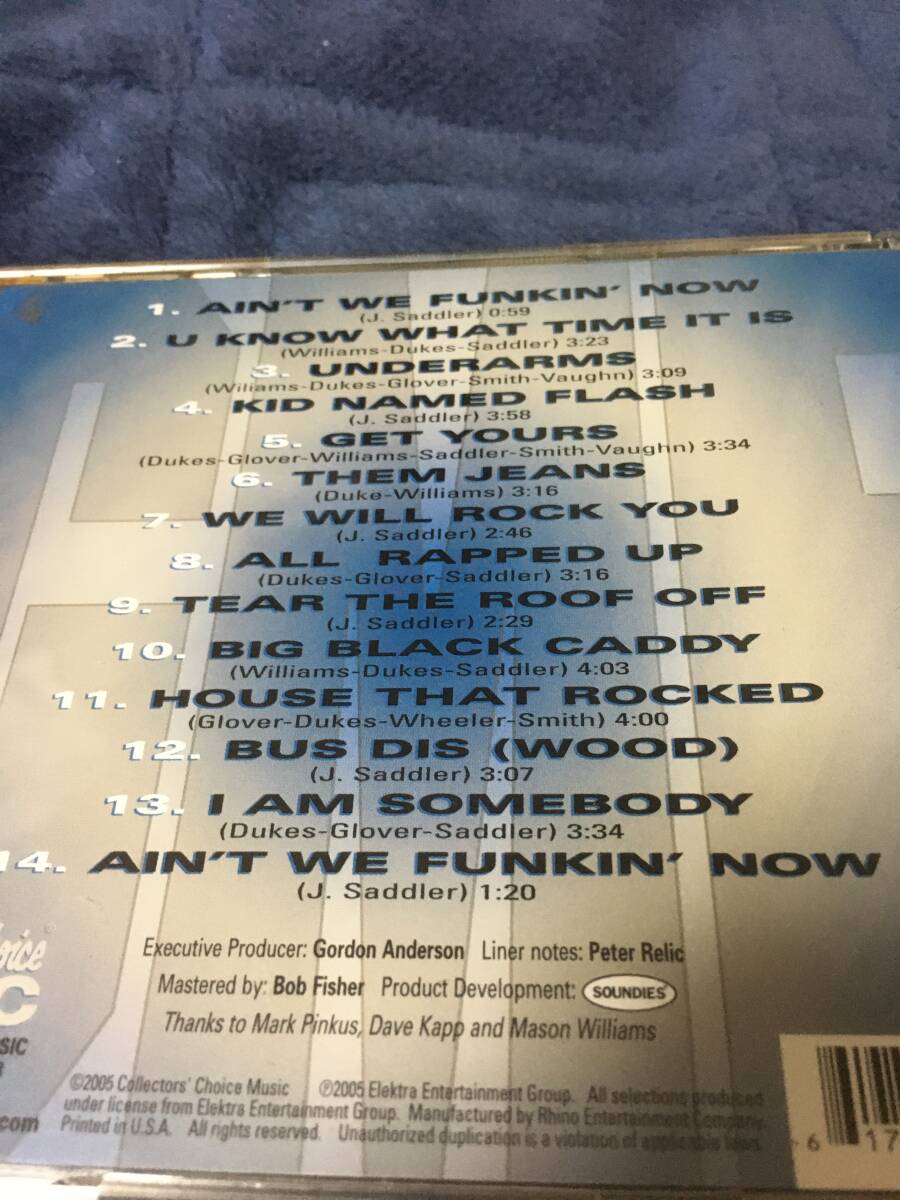 1. AIN'T WE FUNKIN' NOW
(J. Saddler) 0:59
2. U KNOW WHAT TIME IT IS
(Williams-Dukes-Saddler) 3:23
3. UNDERARMS
(Wiliams-Dukes-Glover-Smith-Vaughn) 3:09
4. KID NAMED FLASH
(J. Saddler) 3:58
5. GET YOURS
(Dukes-Glover-Williams-Saddler-Smith-Vaughn) 3:34
6. THEM JEANS
(Duke-Williams) 3:16
7. WE WILL ROCK YOU
(J. Saddler) 2:46
8. ALL RAPPED UP
(Dukes-Glover-Saddler) 3:16
9. TEAR THE ROOF OFF
(J. Saddler) 2:29
10. BIG BLACK CADDY
(Williams-Dukes-Saddler) 4:03
11. HOUSE THAT ROCKED
(Glover-Dukes-Wheeler-Smith) 4:00
12. BUS DIS (WOOD)
(J. Saddler) 3:07
13. I AM SOMEBODY
(Dukes-Glover-Saddler) 3:34
14. AIN'T WE FUNKIN' NOW
(J. Saddler) 1:20
Executive Producer: Gordon Anderson Liner notes: Peter Relic
Mastered by: Bob Fisher Product Development: SOUNDIES
Thanks to Mark Pinkus, Dave Kapp and Mason Williams
oice
C
SIC
.com
©2005 Collectors' Choice Music ℗2005 Elektra Entertainment Group. All selections produced
under license from Elektra Entertainment Group. Manufactured by Rhino Entertainment Company.
Printed in U.S.A. All rights reserved. Unauthorized duplication is a violation of applicable laws.
6 17